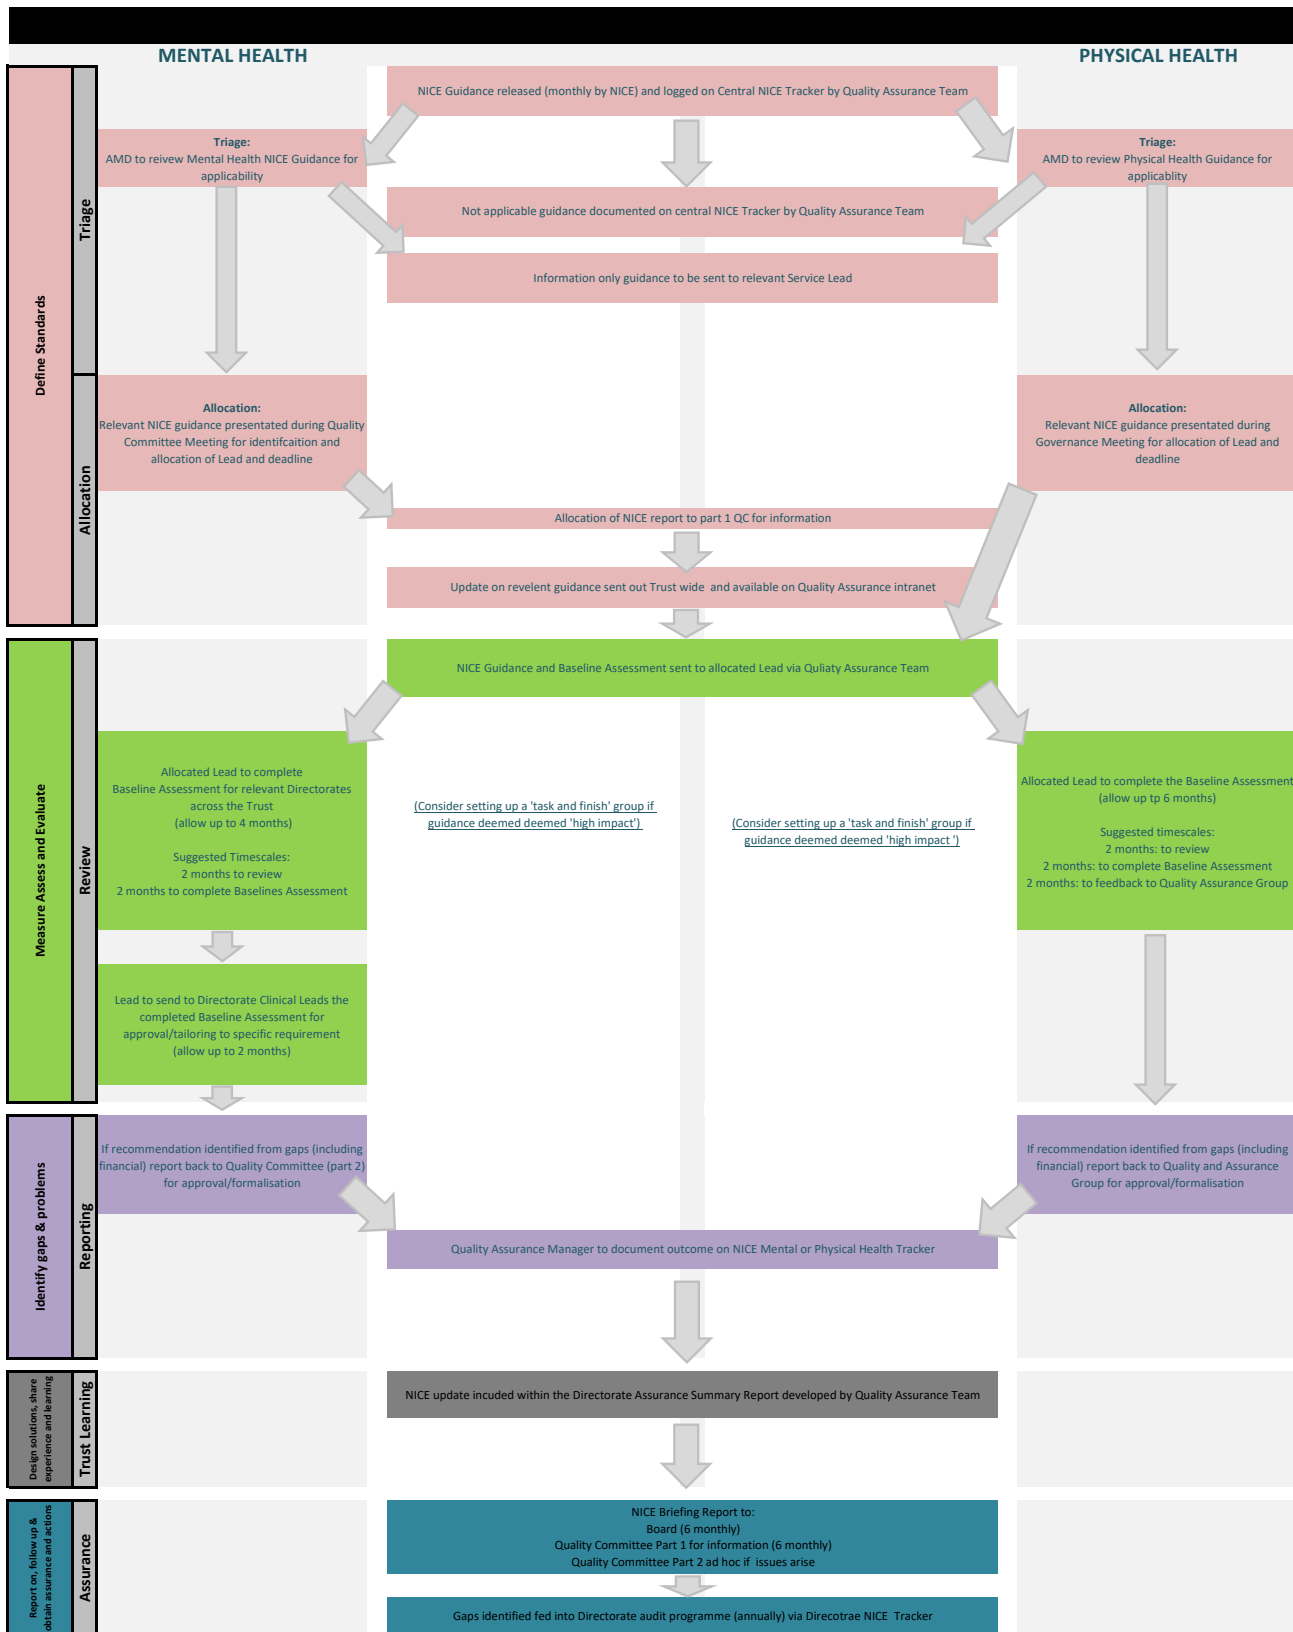 MENTAL HEALTH
PHYSICAL HEALTH
NICE Guidance released (monthly by NICE) and logged on Central NICE Tracker by Quality Assurance Team
Define Standards
Triage
Triage:
AMD to reivew Mental Health NICE Guidance for
applicability
Triage:
AMD to review Physical Health Guidance for
applicablity
Not applicable guidance documented on central NICE Tracker by Quality Assurance Team
Information only guidance to be sent to relevant Service Lead
Allocation
Allocation:
Relevant NICE guidance presentated during Quality
Committee Meeting for identifcaition and
allocation of Lead and deadline
Allocation:
Relevant NICE guidance presentated during
Governance Meeting for allocation of Lead and
deadline
Allocation of NICE report to part 1 QC for information
Update on revelent guidance sent out Trust wide and available on Quality Assurance intranet
Measure Assess and Evaluate
Review
NICE Guidance and Baseline Assessment sent to allocated Lead via Quliaty Assurance Team
Allocated Lead to complete
Baseline Assessment for relevant Directorates
across the Trust
(allow up to 4 months)
Suggested Timescales:
2 months to review
2 months to complete Baselines Assessment
(Consider setting up a 'task and finish' group if
guidance deemed deemed 'high impact')
(Consider setting up a 'task and finish' group if
guidance deemed deemed 'high impact ')
Allocated Lead to complete the Baseline Assessment
(allow up tp 6 months)
Suggested timescales:
2 months: to review
2 months: to complete Baseline Assessment
2 months: to feedback to Quality Assurance Group
Lead to send to Directorate Clinical Leads the
completed Baseline Assessment for
approval/tailoring to specific requirement
(allow up to 2 months)
Identify gaps & problems
Reporting
If recommendation identified from gaps (including
financial) report back to Quality Committee (part 2)
for approval/formalisation
If recommendation identified from gaps (including
financial) report back to Quality and Assurance
Group for approval/formalisation
Quality Assurance Manager to document outcome on NICE Mental or Physical Health Tracker
Design solutions, share
experience and learning
Trust Learning
NICE update incuded within the Directorate Assurance Summary Report developed by Quality Assurance Team
Report on, follow up &
obtain assurance and actions
Assurance
NICE Briefing Report to:
Board (6 monthly)
Quality Committee Part 1 for information (6 monthly)
Quality Committee Part 2 ad hoc if issues arise
Gaps identified fed into Directorate audit programme (annually) via Direcotrae NICE Tracker